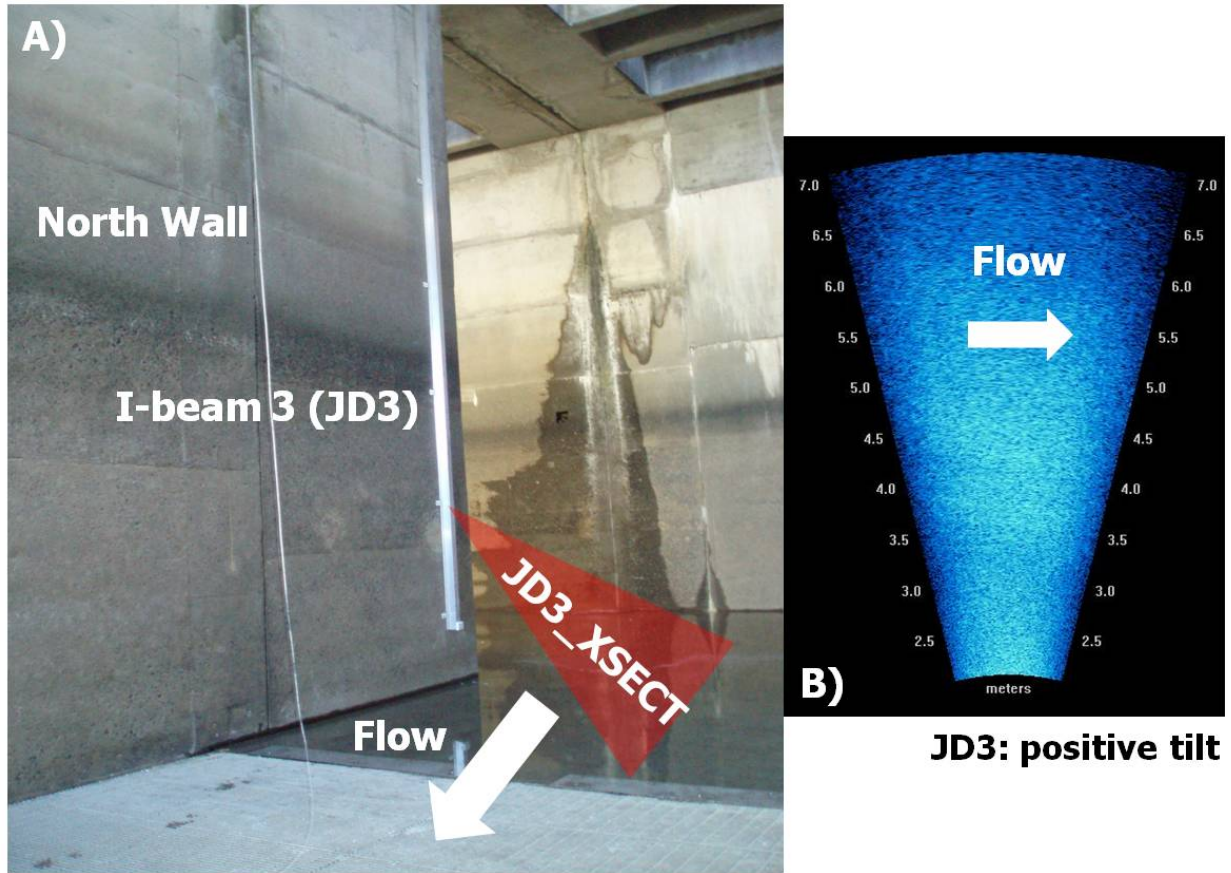 A)
North Wall
I-beam 3 (JD3)
JD3_XSECT
Flow
7.0 7.0
6.5 6.5
Flow
6.0 6.0
5.5 5.5
5.0 5.0
4.5 4.5
4.0 4.0
3.5 3.5
3.0 3.0
2.5 2.5
B)
meters
JD3: positive tilt